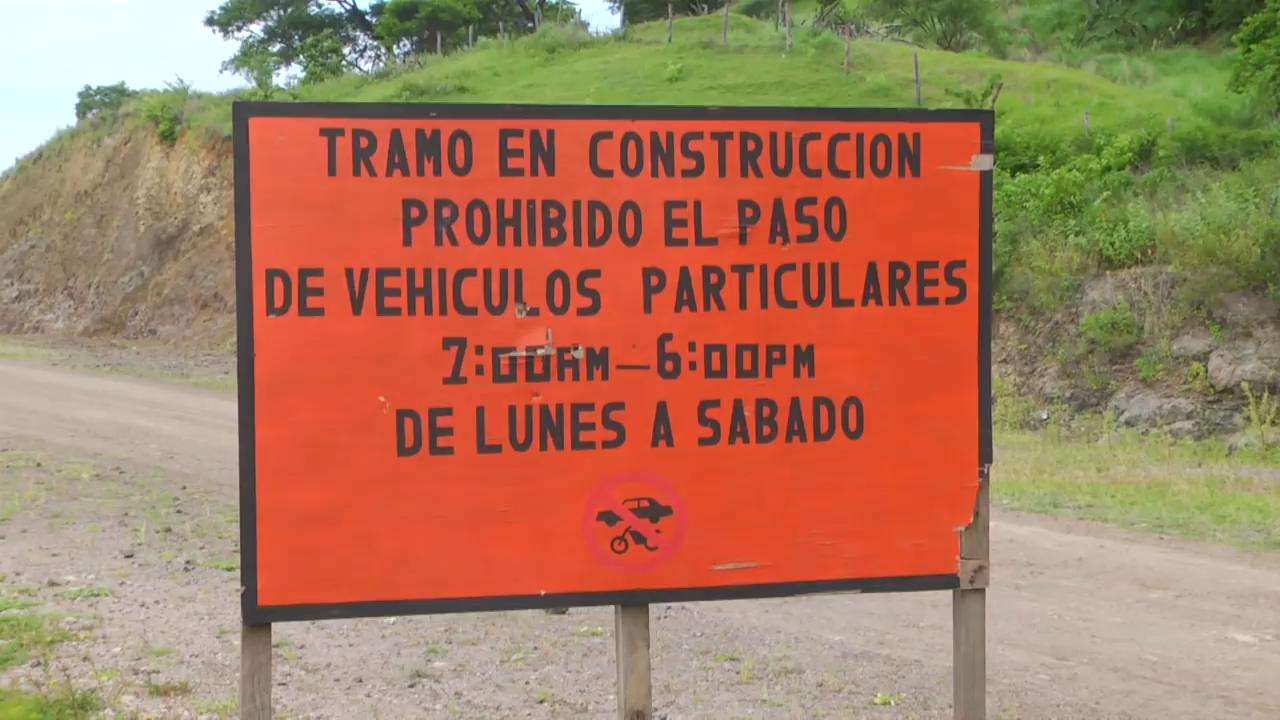 TRAMO EN CONSTRUCCION
PROHIBIDO EL PASO
DE VEHICULOS PARTICULARES
7:00AM—6:00PM
DE LUNES A SABADO